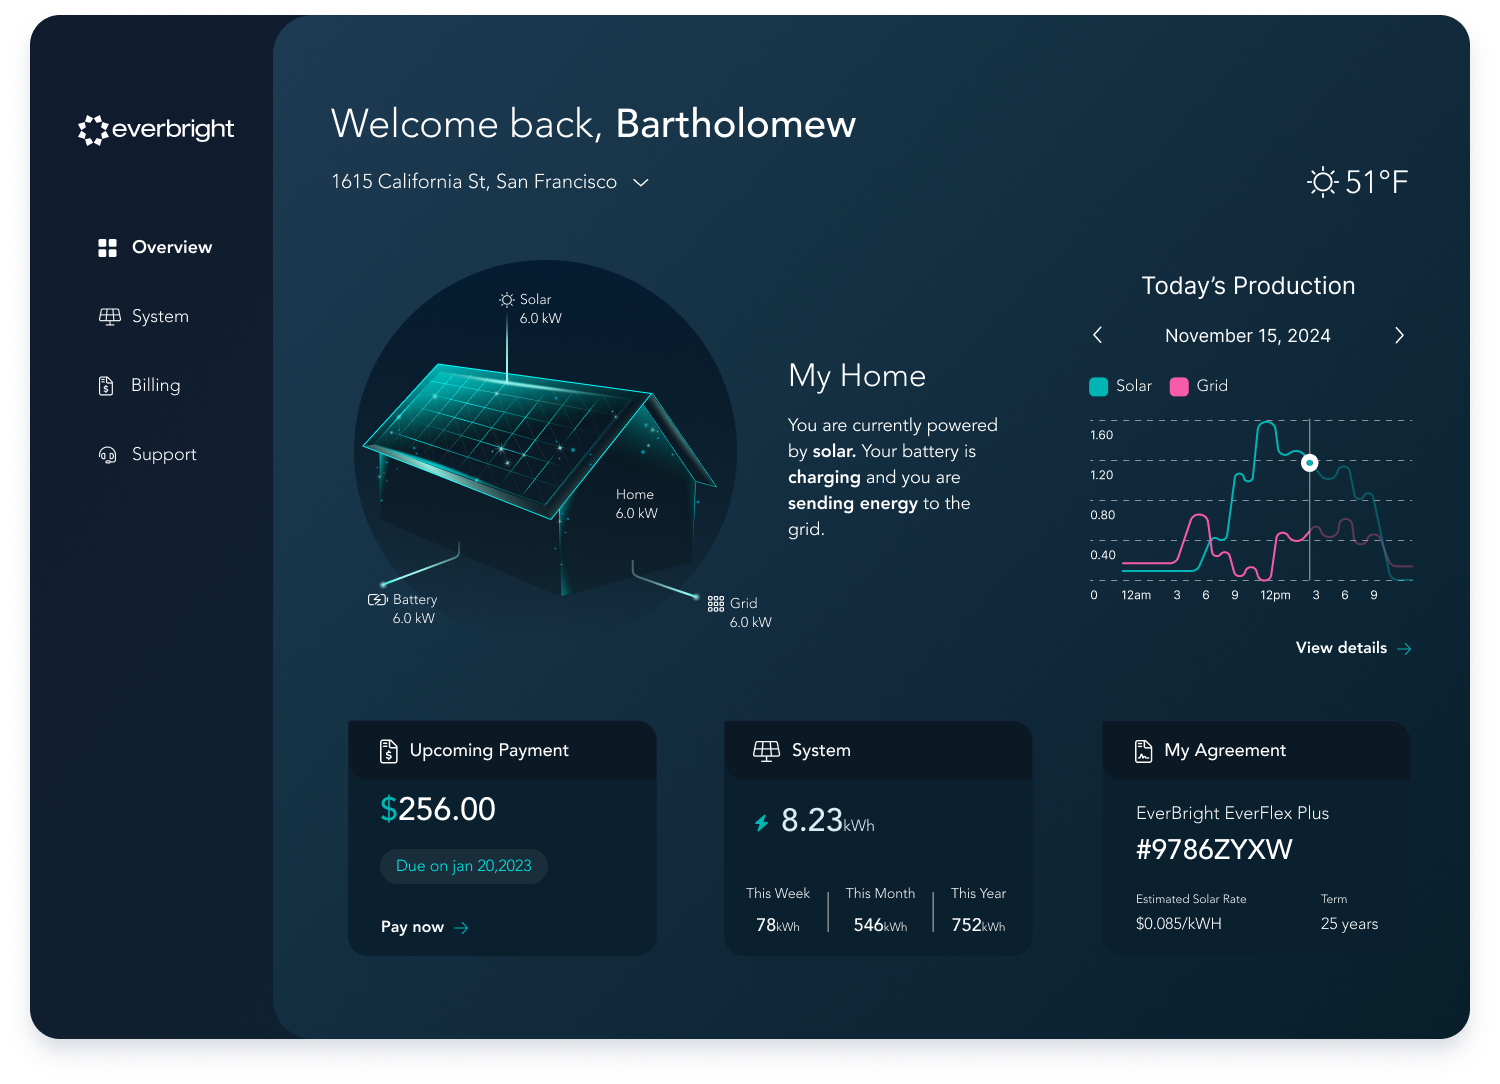 everbright
Overview
System
Billing
Support
Welcome back, Bartholomew
1615 California St, San Francisco
51°F
Solar
6.0 kW
Home
6.0 kW
Battery
6.0 kW
Grid
6.0 kW
My Home
You are currently powered
by solar. Your battery is
charging and you are
sending energy to the
grid.
Today's Production
November 15, 2024
Solar Grid
1.60
1.20
0.80
0.40
0 12am 3 6 9 12pm 3 6 9
View details
Upcoming Payment
$256.00
Due on jan 20,2023
Pay now
System
8.23kWh
This Week This Month This Year
78kWh 546kWh 752kWh
My Agreement
EverBright EverFlex Plus
#9786ZYXW
Estimated Solar Rate Term
$0.085/kWH 25 years